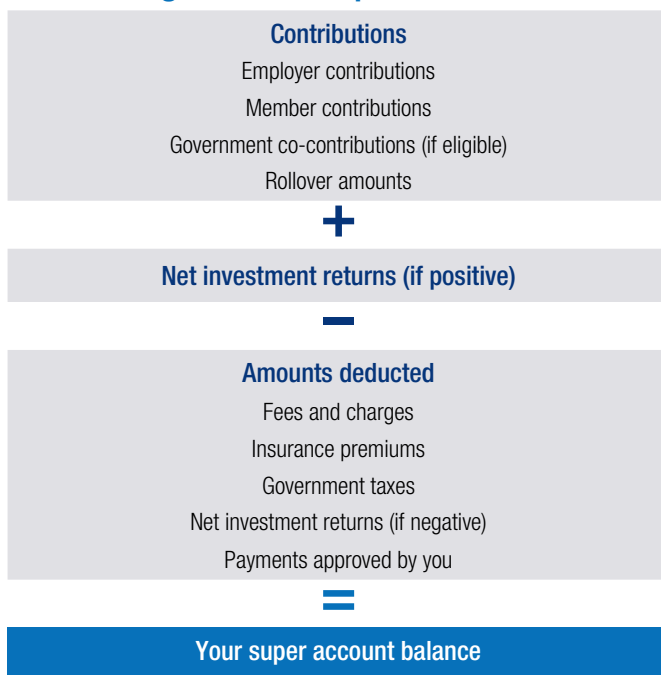 Contributions
Employer contributions
Member contributions
Government co-contributions (if eligible)
Rollover amounts
+
Net investment returns (if positive)
−
Amounts deducted
Fees and charges
Insurance premiums
Government taxes
Net investment returns (if negative)
Payments approved by you
=
Your super account balance